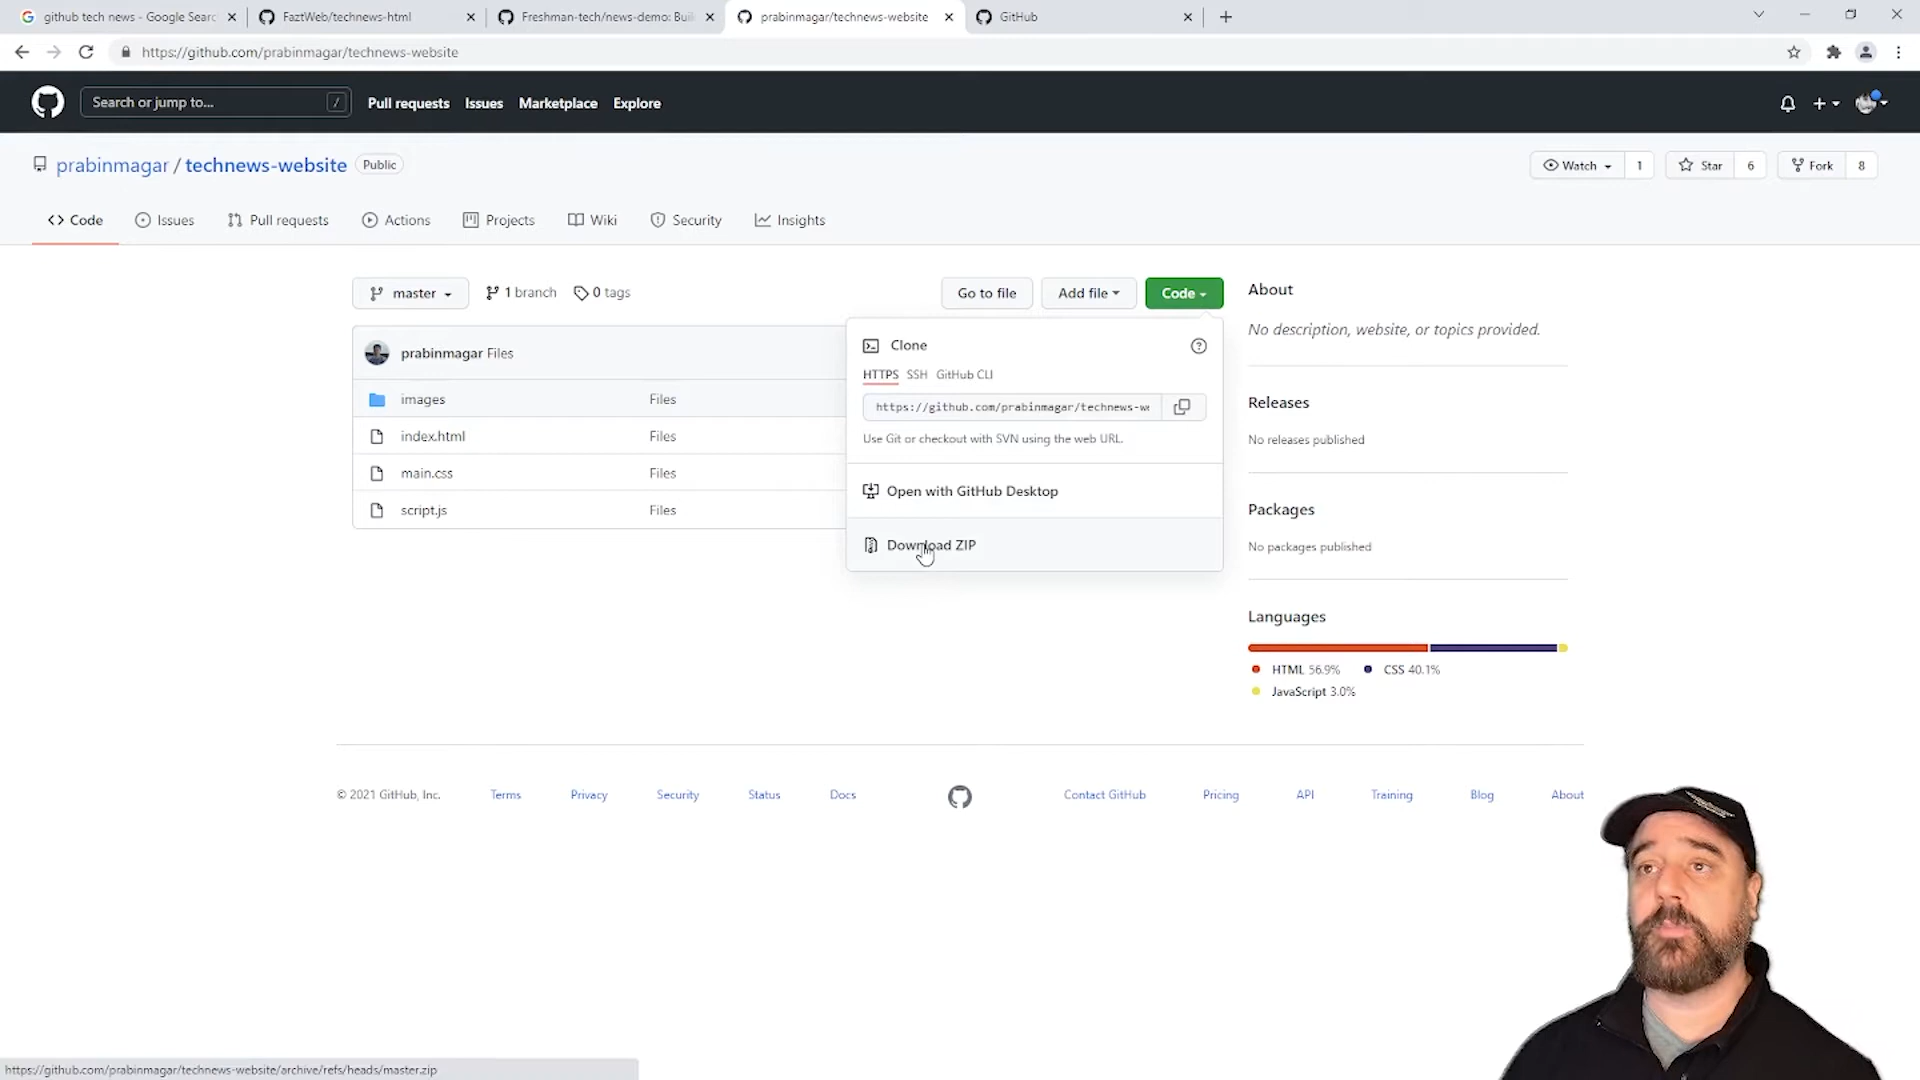 github tech news - Google Searc
FaztWeb/technews-html
Freshman-tech/news-demo: Buil
prabinmagar/technews-website
GitHub
https://github.com/prabinmagar/technews-website
Search or jump to...
/
Pull requests
Issues
Marketplace
Explore
prabinmagar / technews-website
Public
Watch
1
Star
6
Fork
8
Code
Issues
Pull requests
Actions
Projects
Wiki
Security
Insights
master
1 branch
0 tags
Go to file
Add file
Code
About
No description, website, or topics provided.
prabinmagar Files
images Files
index.html Files
main.css Files
script.js Files
Clone
HTTPS SSH GitHub CLI
https://github.com/prabinmagar/technews-we
Use Git or checkout with SVN using the web URL.
Open with GitHub Desktop
Download ZIP
Releases
No releases published
Packages
No packages published
Languages
HTML 56.9% CSS 40.1%
JavaScript 3.0%
© 2021 GitHub, Inc.
Terms
Privacy
Security
Status
Docs
Contact GitHub
Pricing
API
Training
Blog
About
https://github.com/prabinmagar/technews-website/archive/refs/heads/master.zip